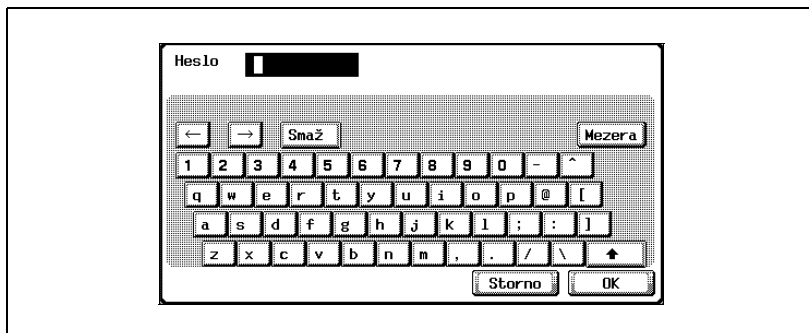 Heslo
← → Smaž Mezera
1 2 3 4 5 6 7 8 9 0 - ^
q w e r t y u i o p @ [
a s d f g h j k l ; : ]
z x c v b n m , . / \ ⬆
Storno OK